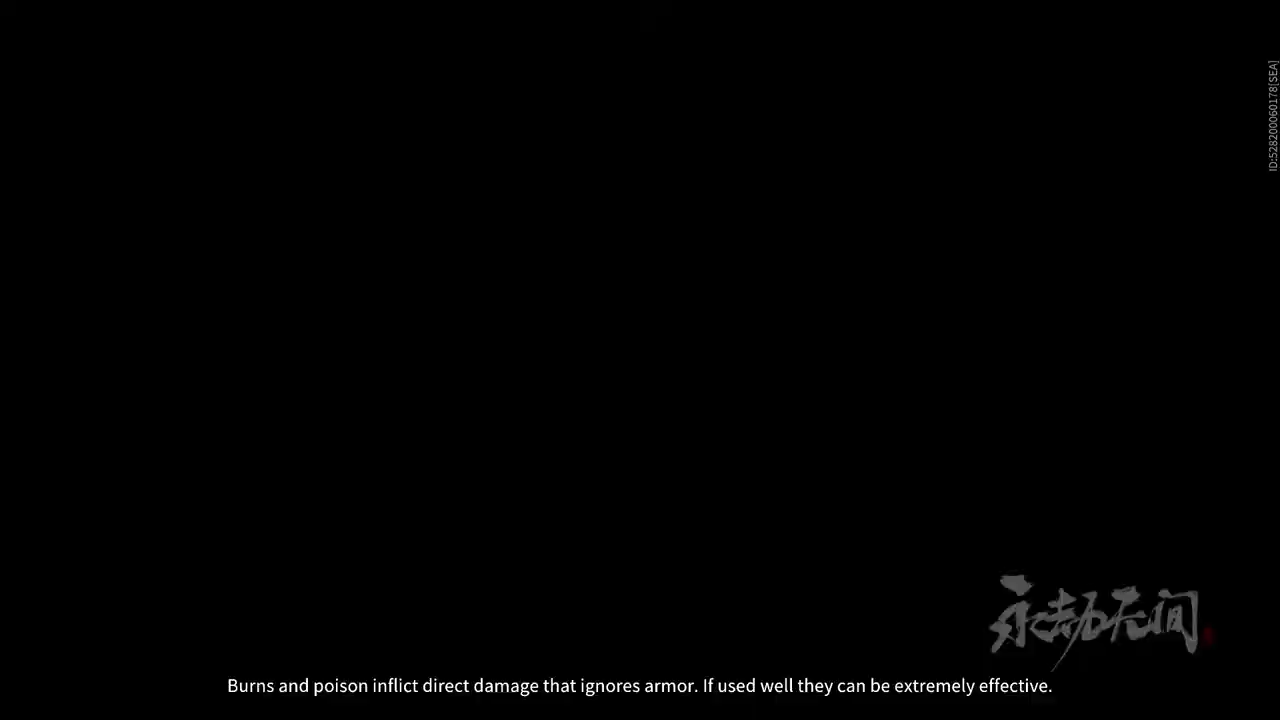 ID:528200060178[SEA]
永劫无间
Burns and poison inflict direct damage that ignores armor. If used well they can be extremely effective.